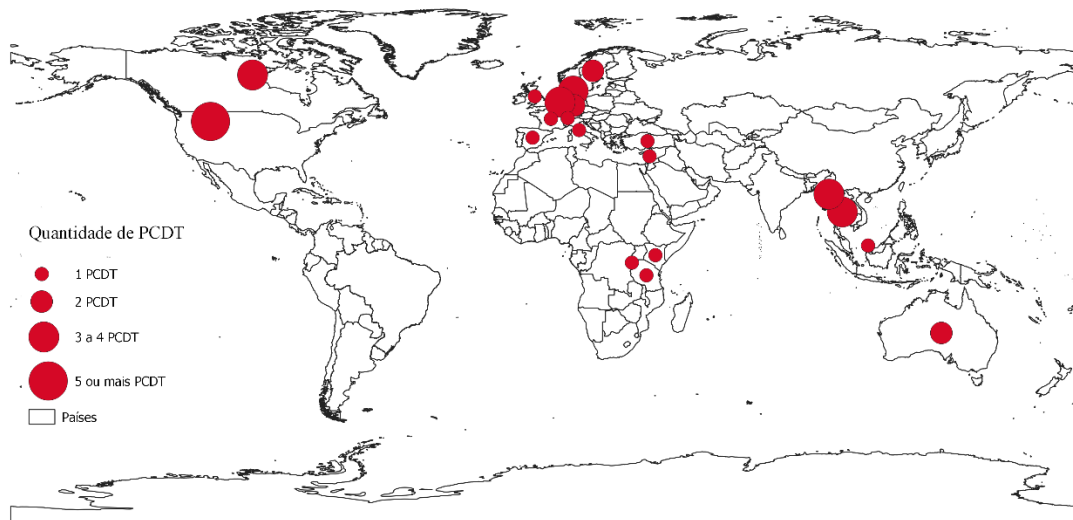 Quantidade de PCDT
1 PCDT
2 PCDT
3 a 4 PCDT
5 ou mais PCDT
Países